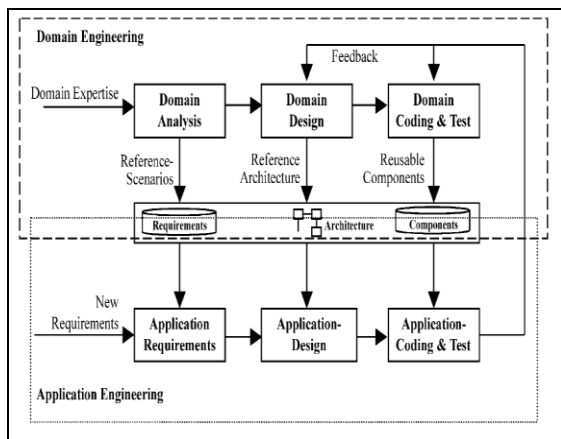 Domain Engineering
Feedback
Domain Expertise
Domain
Analysis
Domain
Design
Domain
Coding & Test
Reference-
Scenarios
Reference
Architecture
Reusable
Components
Requirements
Architecture
Components
New
Requirements
Application
Requirements
Application-
Design
Application-
Coding & Test
Application Engineering